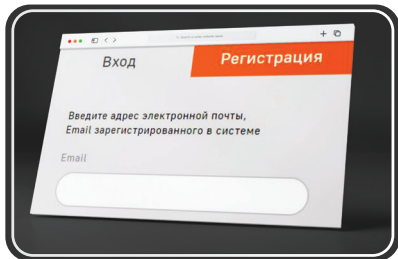 Вход
Регистрация
Введите адрес электронной почты,
Email зарегистрированного в системе
Email